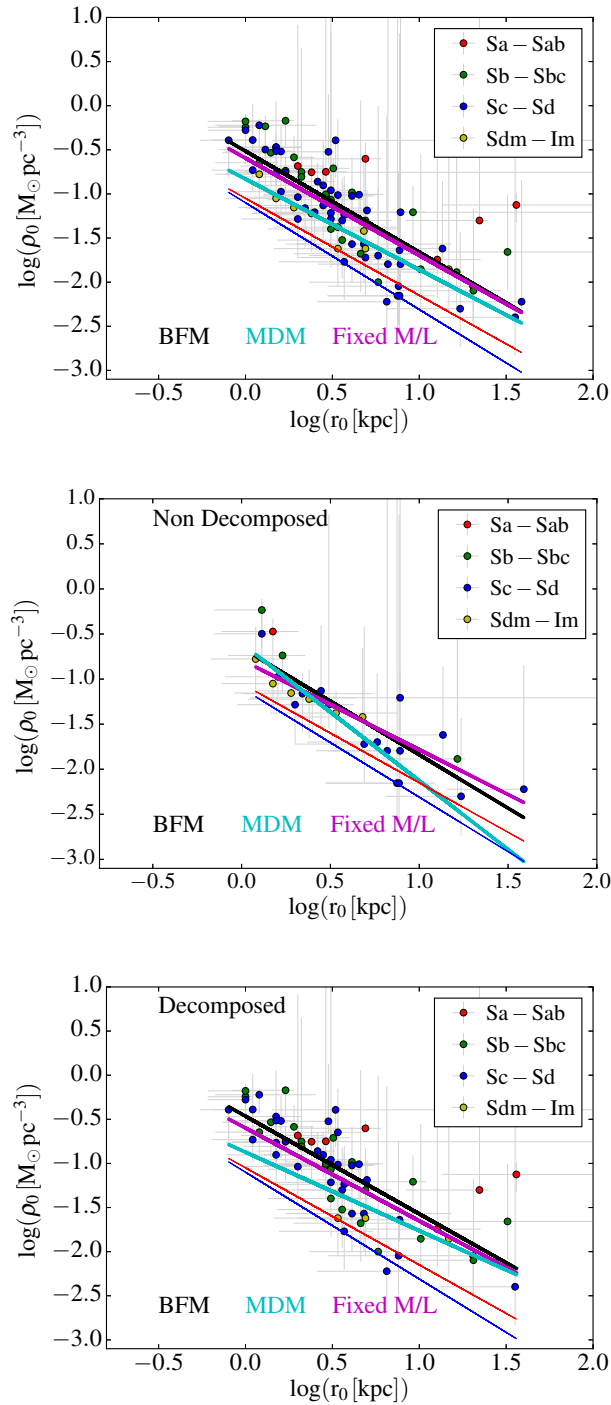 Sa − Sab
Sb − Sbc
Sc − Sd
Sdm − Im
1.0
0.5
0.0
−0.5
−1.0
−1.5
−2.0
−2.5
−3.0
log(ρ₀ [M⊙ pc⁻³])
BFM MDM Fixed M/L
−0.5 0.0 0.5 1.0 1.5 2.0
log(r₀ [kpc])
Non Decomposed
Sa − Sab
Sb − Sbc
Sc − Sd
Sdm − Im
1.0
0.5
0.0
−0.5
−1.0
−1.5
−2.0
−2.5
−3.0
log(ρ₀ [M⊙ pc⁻³])
BFM MDM Fixed M/L
−0.5 0.0 0.5 1.0 1.5 2.0
log(r₀ [kpc])
Decomposed
Sa − Sab
Sb − Sbc
Sc − Sd
Sdm − Im
1.0
0.5
0.0
−0.5
−1.0
−1.5
−2.0
−2.5
−3.0
log(ρ₀ [M⊙ pc⁻³])
BFM MDM Fixed M/L
−0.5 0.0 0.5 1.0 1.5 2.0
log(r₀ [kpc])